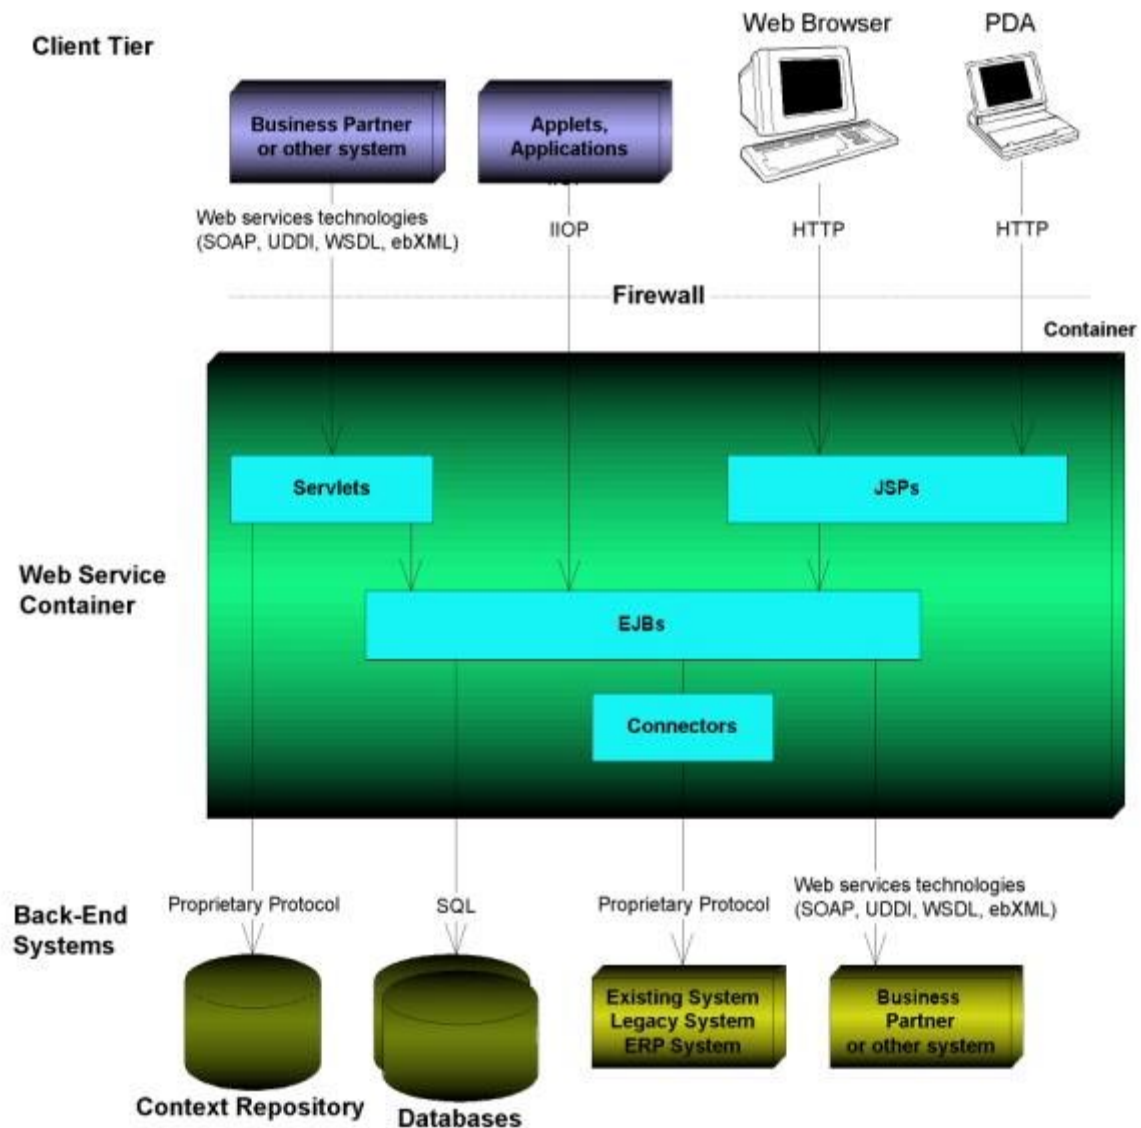 Client Tier
Web Browser
PDA
Business Partner
or other system
Applets,
Applications
Web services technologies
(SOAP, UDDI, WSDL, ebXML)
IIOP
HTTP
HTTP
Firewall
Container
Servlets
JSPs
Web Service
Container
EJBs
Connectors
Back-End
Systems
Proprietary Protocol
SQL
Proprietary Protocol
Web services technologies
(SOAP, UDDI, WSDL, ebXML)
Existing System
Legacy System
ERP System
Business
Partner
or other system
Context Repository
Databases